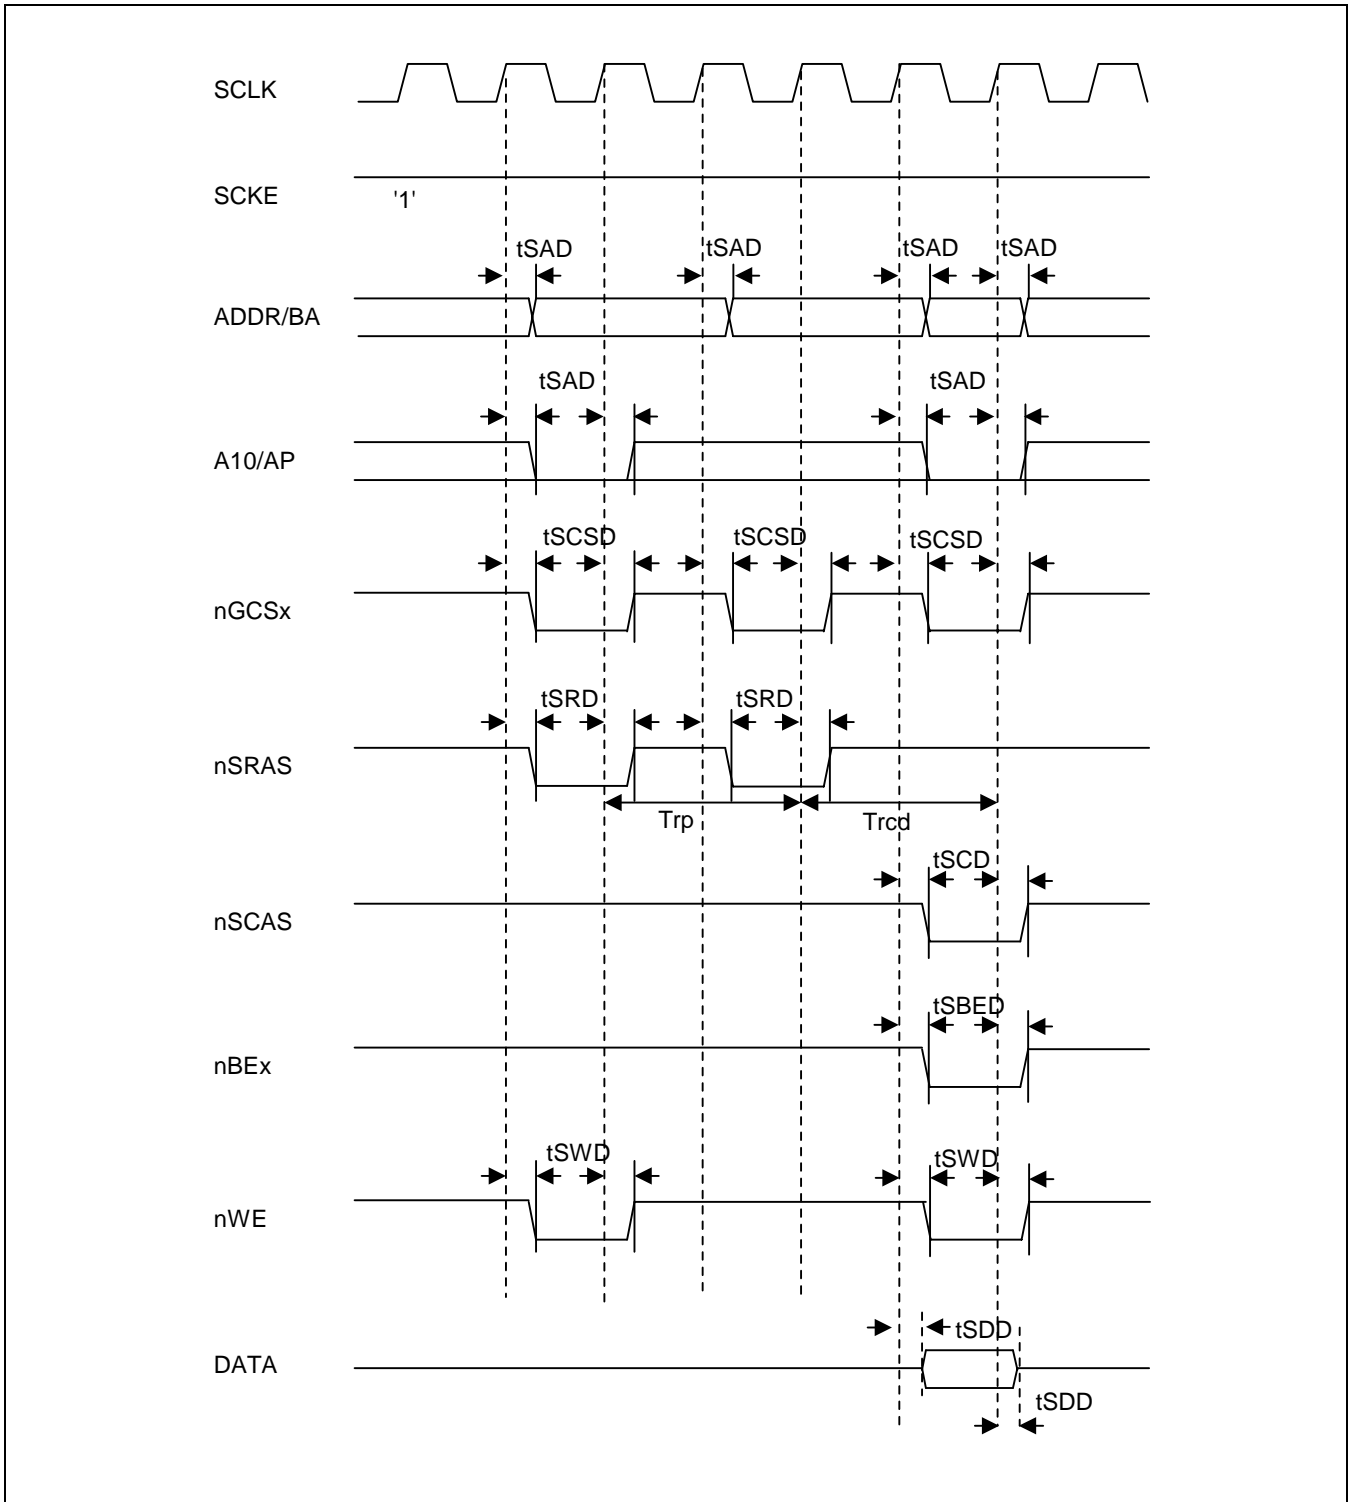 SCLK
SCKE '1'
tSAD tSAD tSAD tSAD
ADDR/BA
tSAD tSAD
A10/AP
tSCSD tSCSD tSCSD
nGCSx
tSRD tSRD
nSRAS
Trp Trcd
tSCD
nSCAS
tSBED
nBEx
tSWD tSWD
nWE
tSDD
DATA
tSDD